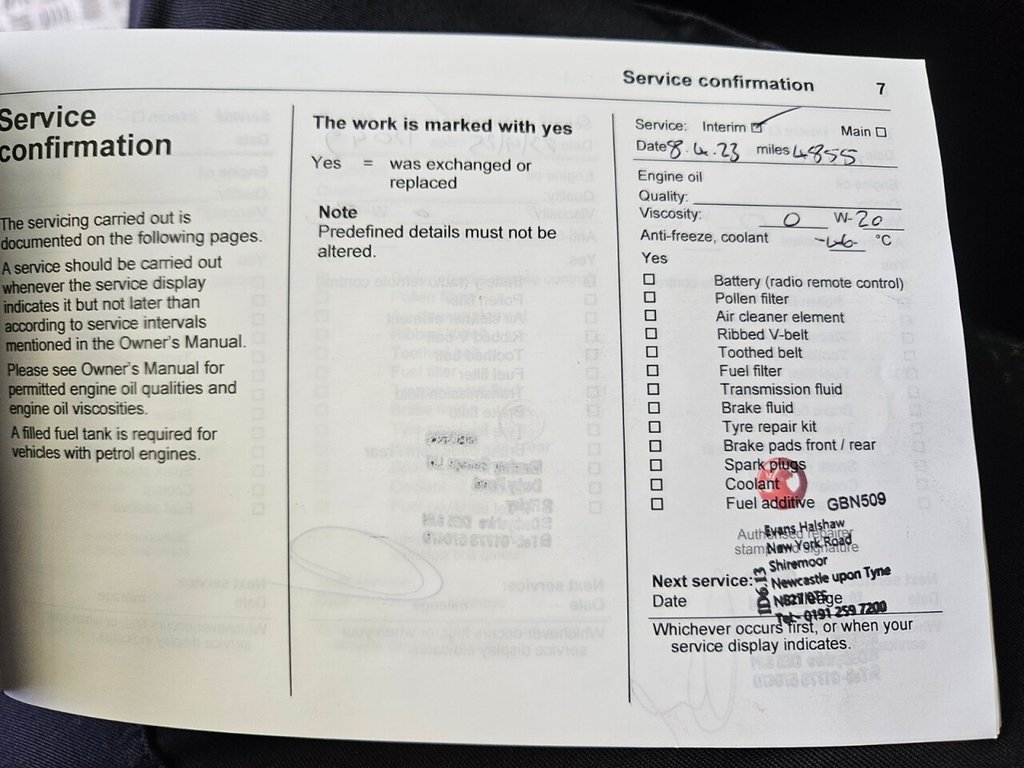 Service confirmation 7
Service
confirmation
The servicing carried out is
documented on the following pages.
A service should be carried out
whenever the service display
indicates it but not later than
according to service intervals
mentioned in the Owner's Manual.
Please see Owner's Manual for
permitted engine oil qualities and
engine oil viscosities.
A filled fuel tank is required for
vehicles with petrol engines.
The work is marked with yes
Yes = was exchanged or
replaced
Note
Predefined details must not be
altered.
Service: Interim ☑ Main ☐
Date 8.4.23 miles 4855
Engine oil
Quality:
Viscosity: 0 W-20
Anti-freeze, coolant -46 °C
Yes
☐ Battery (radio remote control)
☐ Pollen filter
☐ Air cleaner element
☐ Ribbed V-belt
☐ Toothed belt
☐ Fuel filter
☐ Transmission fluid
☐ Brake fluid
☐ Tyre repair kit
☐ Brake pads front / rear
☐ Spark plugs
☐ Coolant
☐ Fuel additive GBN509
Authorised repairer
stamp and signature
Evans Halshaw
New York Road
Shiremoor
Newcastle upon Tyne
Tel- 0191 259 7200
Next service:
Date
Whichever occurs first, or when your
service display indicates.